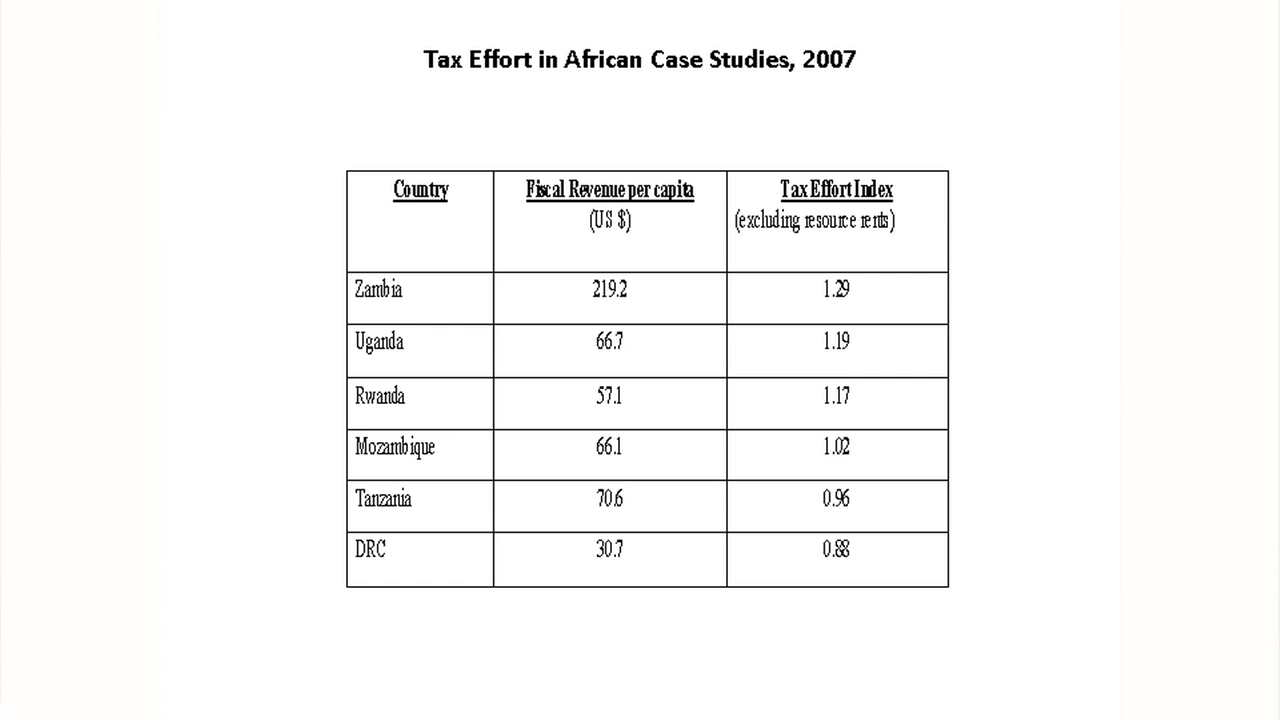 Tax Effort in African Case Studies, 2007
Country Fiscal Revenue per capita Tax Effort Index
(US $) (excluding resource rents)
Zambia 219.2 1.29
Uganda 66.7 1.19
Rwanda 57.1 1.17
Mozambique 66.1 1.02
Tanzania 70.6 0.96
DRC 30.7 0.88